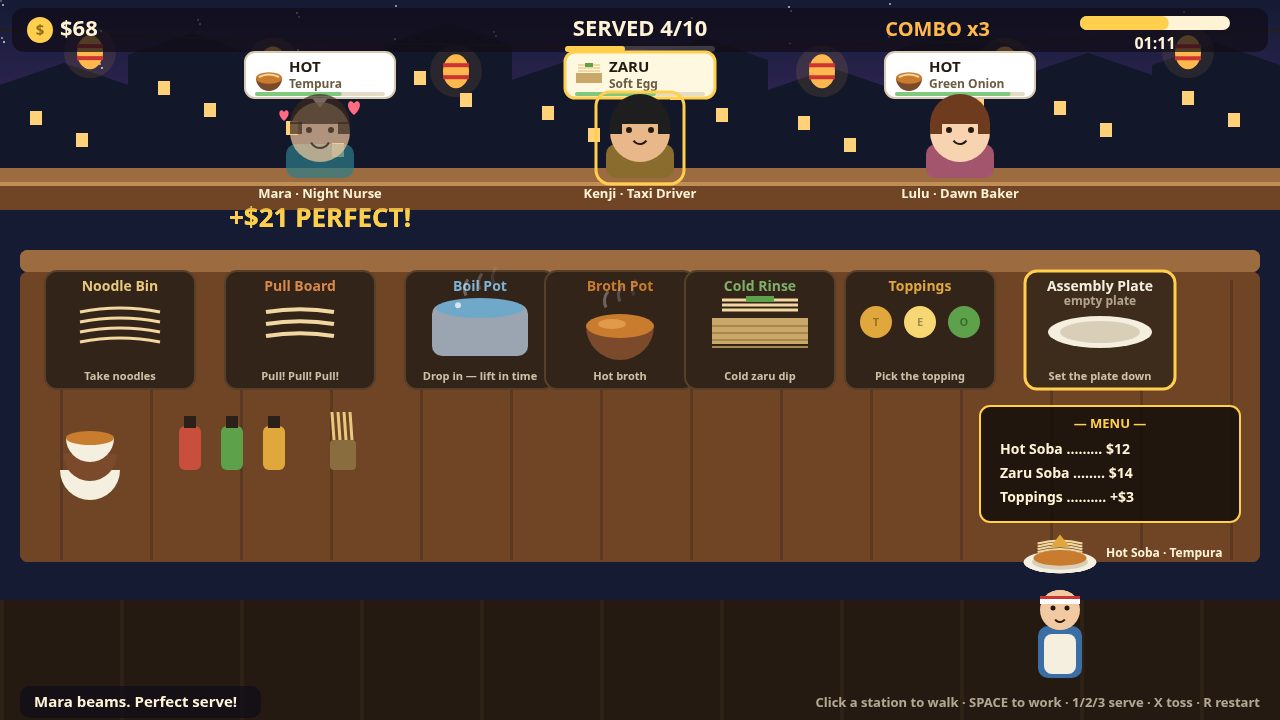 $ $68
SERVED 4/10
COMBO x3
01:11
HOT
Tempura
ZARU
Soft Egg
HOT
Green Onion
Mara · Night Nurse
Kenji · Taxi Driver
Lulu · Dawn Baker
+$21 PERFECT!
Noodle Bin
Take noodles
Pull Board
Pull! Pull! Pull!
Boil Pot
Drop in — lift in time
Broth Pot
Hot broth
Cold Rinse
Cold zaru dip
Toppings
T E O
Pick the topping
Assembly Plate
empty plate
Set the plate down
— MENU —
Hot Soba ......... $12
Zaru Soba ........ $14
Toppings .......... +$3
Hot Soba · Tempura
Mara beams. Perfect serve!
Click a station to walk · SPACE to work · 1/2/3 serve · X toss · R restart